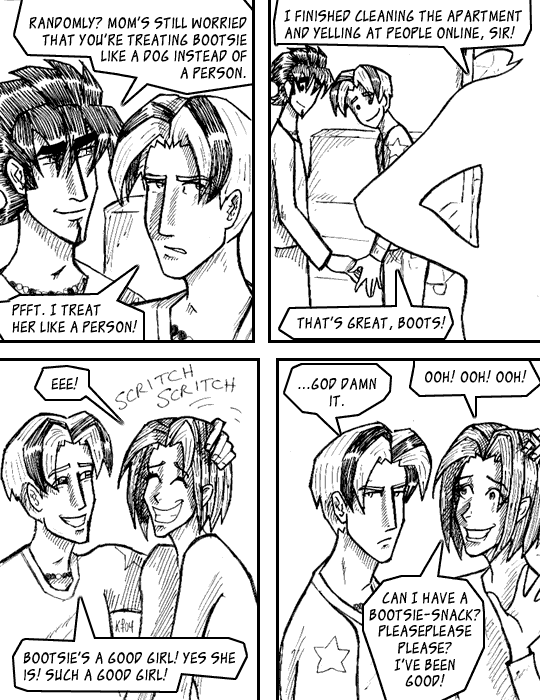 RANDOMLY? MOM'S STILL WORRIED
THAT YOU'RE TREATING BOOTSIE
LIKE A DOG INSTEAD OF
A PERSON.
PFFT. I TREAT
HER LIKE A PERSON!
I FINISHED CLEANING THE APARTMENT
AND YELLING AT PEOPLE ONLINE, SIR!
THAT'S GREAT, BOOTS!
EEE!
SCRITCH
SCRITCH
BOOTSIE'S A GOOD GIRL! YES SHE
IS! SUCH A GOOD GIRL!
...GOD DAMN
IT.
OOH! OOH! OOH!
CAN I HAVE A
BOOTSIE-SNACK?
PLEASEPLEASE
PLEASE?
I'VE BEEN
GOOD!